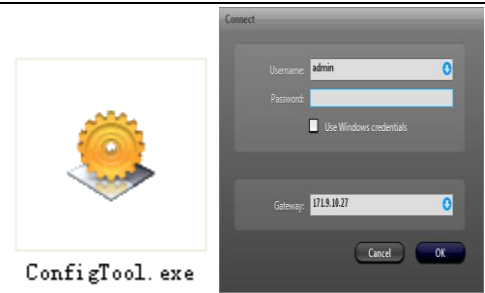 ConfigTool.exe
Connect
Username: admin
Password:
Use Windows credentials
Gateway: 171.9.10.27
Cancel OK